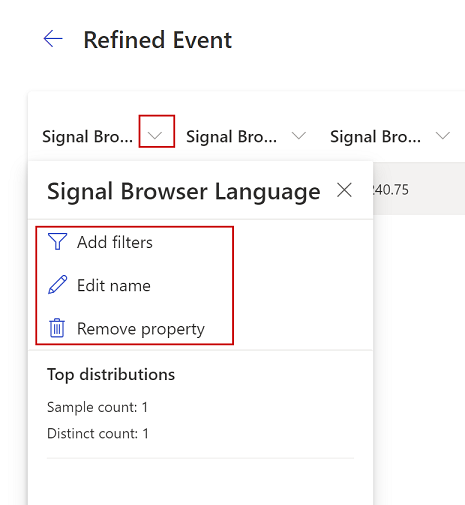 Refined Event
Signal Bro... Signal Bro... Signal Bro...
Signal Browser Language
240.75
Add filters
Edit name
Remove property
Top distributions
Sample count: 1
Distinct count: 1